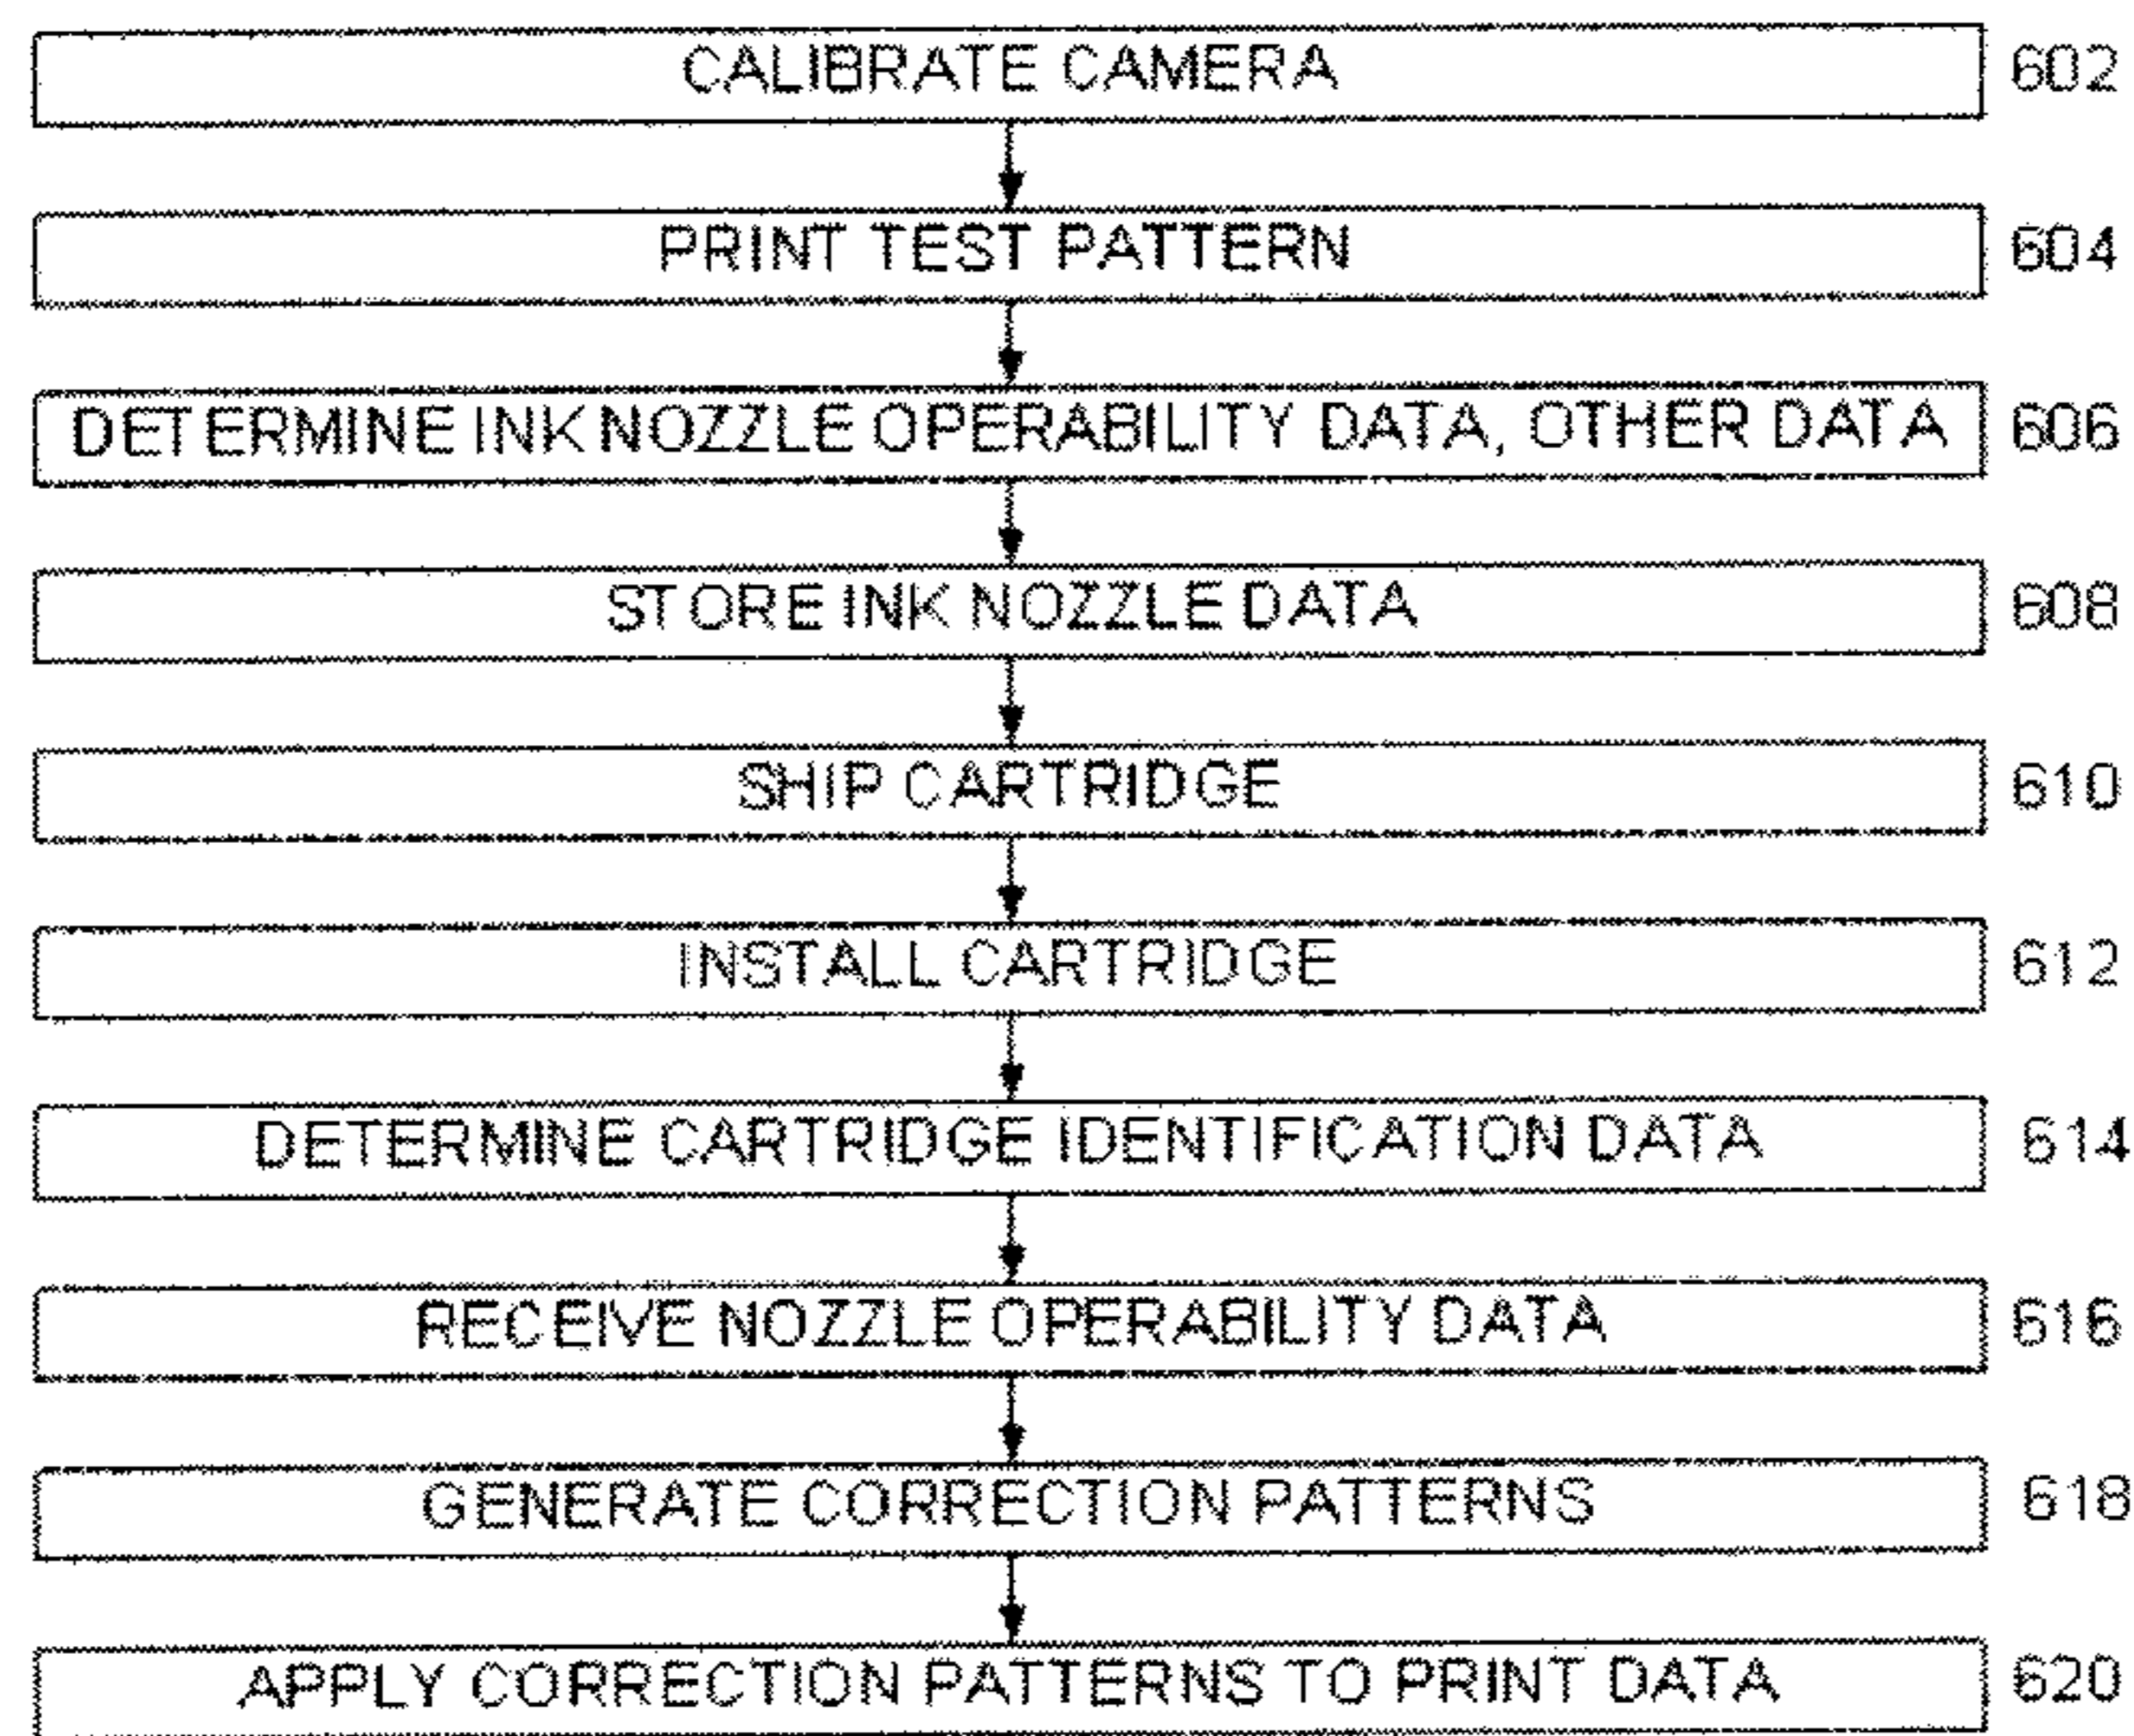 CALIBRATE CAMERA 602
PRINT TEST PATTERN 604
DETERMINE INK NOZZLE OPERABILITY DATA, OTHER DATA 606
STORE INK NOZZLE DATA 608
SHIP CARTRIDGE 610
INSTALL CARTRIDGE 612
DETERMINE CARTRIDGE IDENTIFICATION DATA 614
RECEIVE NOZZLE OPERABILITY DATA 616
GENERATE CORRECTION PATTERNS 618
APPLY CORRECTION PATTERNS TO PRINT DATA 620